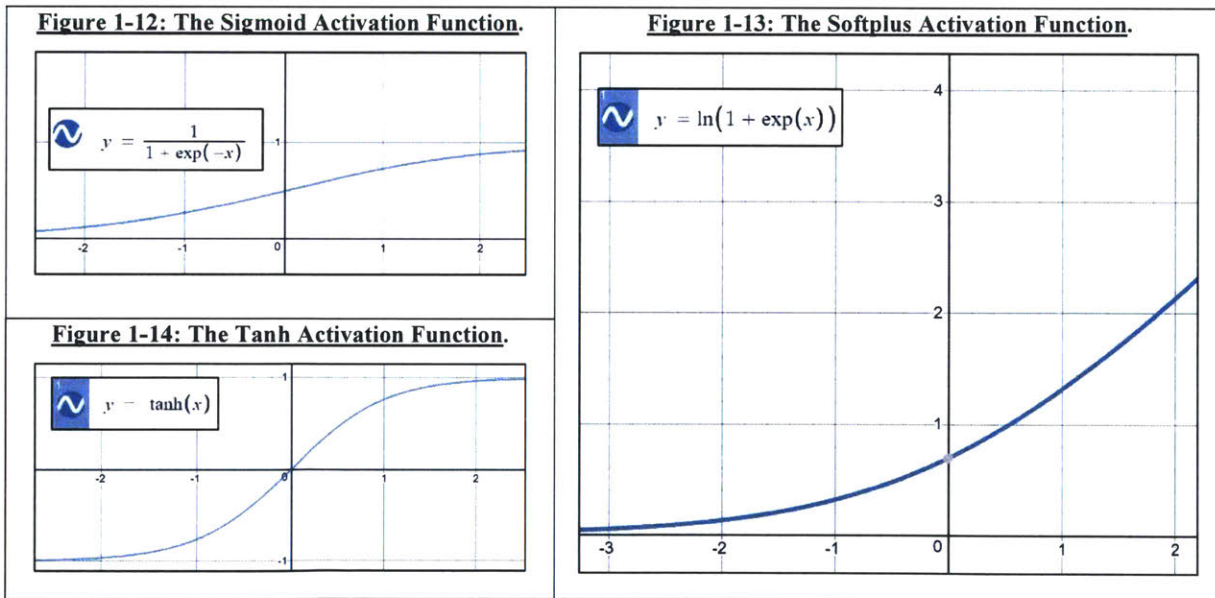 Figure 1-12: The Sigmoid Activation Function.
y = 1 / (1 + exp(-x))
1
-2 -1 0 1 2
Figure 1-14: The Tanh Activation Function.
1
y = tanh(x)
1
-2 -1 0 1 2
-1
Figure 1-13: The Softplus Activation Function.
1
y = ln(1 + exp(x))
4
3
2
1
-3 -2 -1 0 1 2